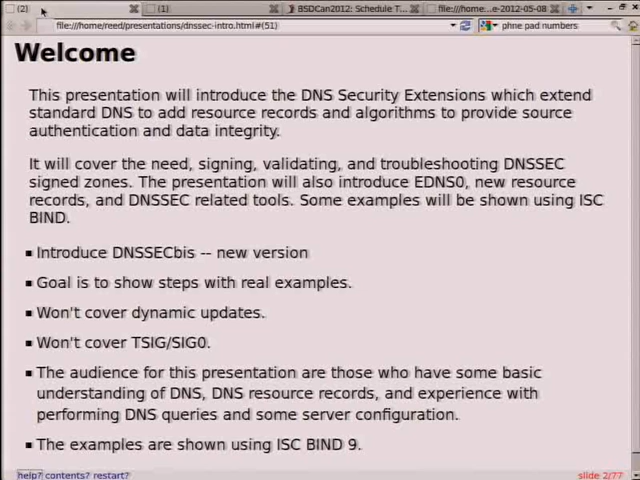 (2)
(1)
BSDCan2012: Schedule T...
file:///home...e-2012-05-08
file:///home/reed/presentations/dnssec-intro.html#(51)
phne pad numbers
Welcome
This presentation will introduce the DNS Security Extensions which extend
standard DNS to add resource records and algorithms to provide source
authentication and data integrity.
It will cover the need, signing, validating, and troubleshooting DNSSEC
signed zones. The presentation will also introduce EDNS0, new resource
records, and DNSSEC related tools. Some examples will be shown using ISC
BIND.
Introduce DNSSECbis -- new version
Goal is to show steps with real examples.
Won't cover dynamic updates.
Won't cover TSIG/SIG0.
The audience for this presentation are those who have some basic
understanding of DNS, DNS resource records, and experience with
performing DNS queries and some server configuration.
The examples are shown using ISC BIND 9.
help? contents? restart?
slide 2/77